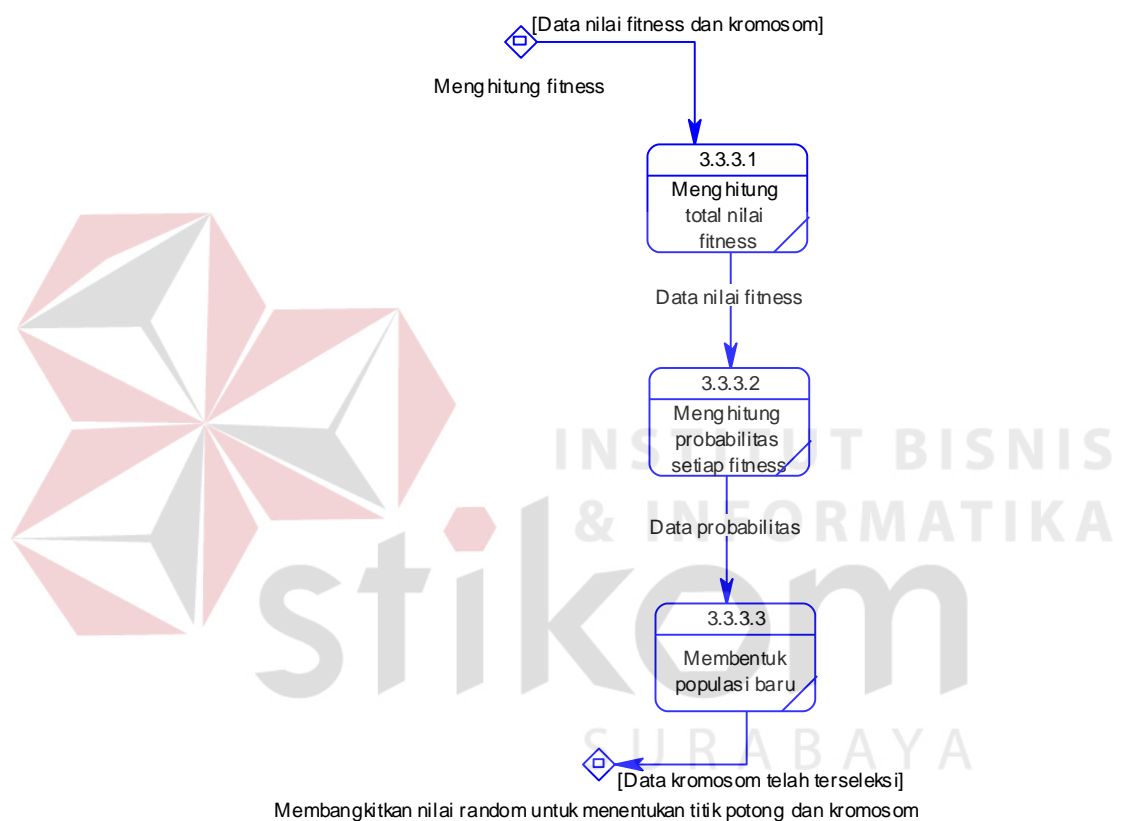 [Data nilai fitness dan kromosom]
Menghitung fitness
3.3.3.1
Menghitung
total nilai
fitness
Data nilai fitness
3.3.3.2
Menghitung
probabilitas
setiap fitness
INSTITUT BISNIS
& INFORMATIKA
Data probabilitas
stikom
3.3.3.3
Membentuk
populasi baru
SURABAYA
[Data kromosom telah terseleksi]
Membangkitkan nilai random untuk menentukan titik potong dan kromosom